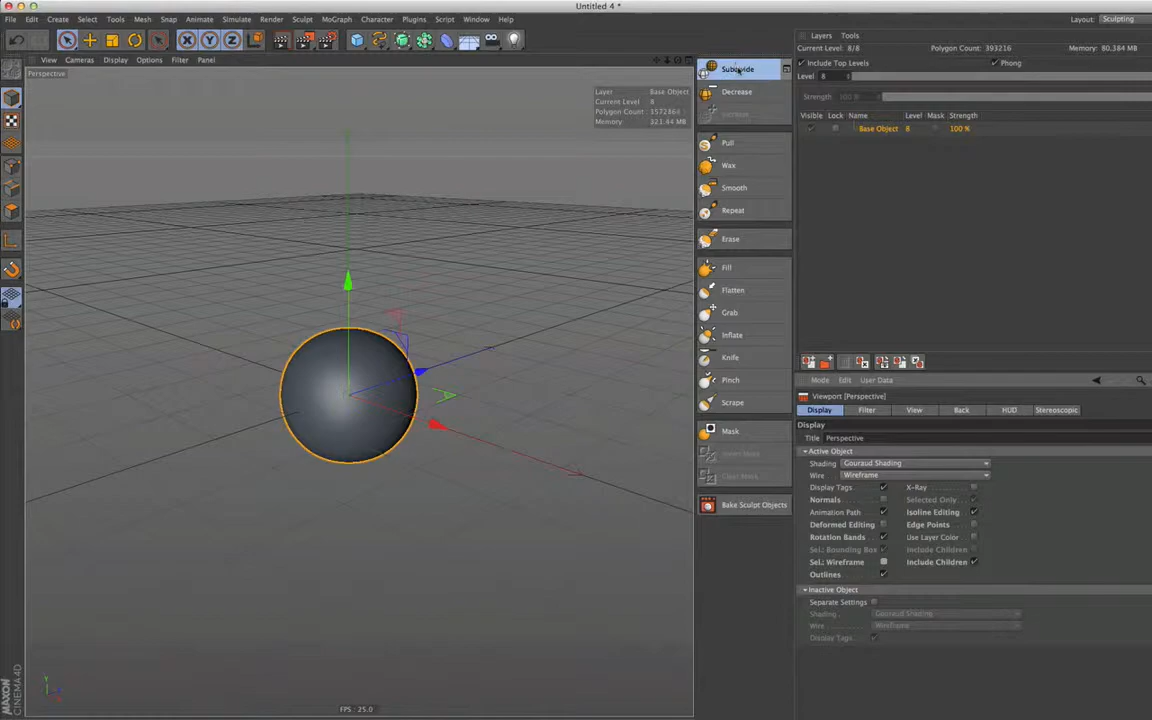 Untitled 4 *
File Edit Create Select Tools Mesh Snap Animate Simulate Render Sculpt MoGraph Character Plugins Script Window Help
Layout: Sculpting
X Y Z
View Cameras Display Options Filter Panel
Perspective
Layer Base Object
Current Level 8
Polygon Count 1572864
Memory 321.44 MB
FPS : 25.0
MAXON
CINEMA4D
Y
Subdivide
Decrease
Increase
Pull
Wax
Smooth
Repeat
Erase
Fill
Flatten
Grab
Inflate
Knife
Pinch
Scrape
Mask
Invert Mask
Clear Mask
Bake Sculpt Objects
Layers Tools
Current Level: 8/8 Polygon Count: 393216 Memory: 80.384 MB
Include Top Levels Phong
Level 8
Strength 100 %
Visible Lock Name Level Mask Strength
Base Object 8 100 %
Mode Edit User Data
Viewport [Perspective]
Display Filter View Back HUD Stereoscopic
Display
Title Perspective
Active Object
Shading Gouraud Shading
Wire Wireframe
Display Tags X-Ray
Normals Selected Only
Animation Path Isoline Editing
Deformed Editing Edge Points
Rotation Bands Use Layer Color
Sel.: Bounding Box Include Children
Sel.: Wireframe Include Children
Outlines
Inactive Object
Separate Settings
Shading Gouraud Shading
Wire Wireframe
Display Tags